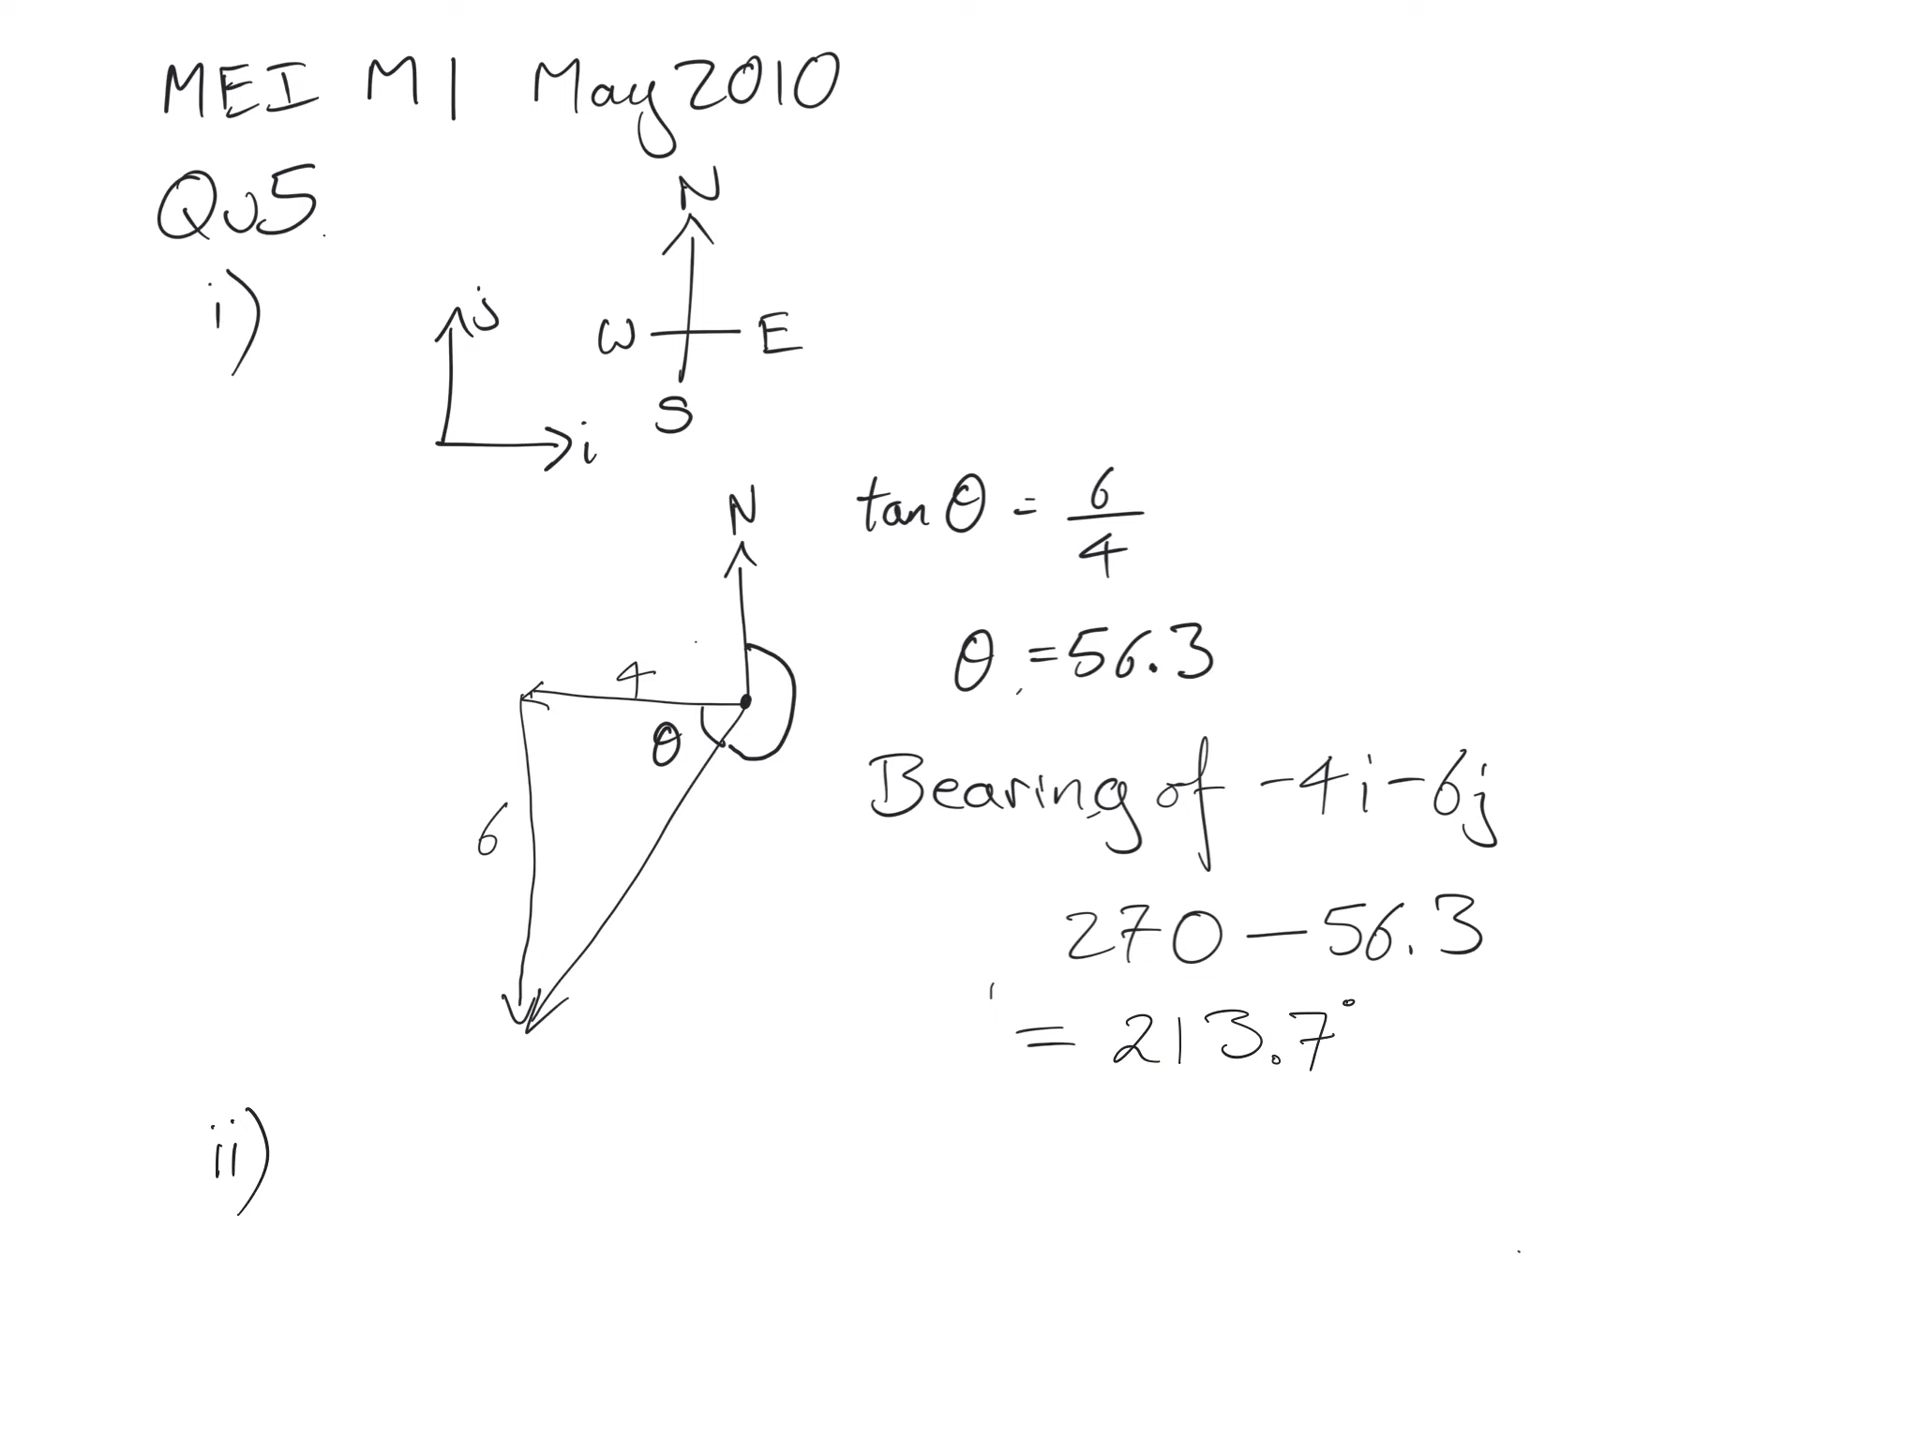 MEI M1 May 2010
Qu5.
i)
N
W E
S
j
i
N
4
θ
6
tan θ = 6/4
θ = 56.3
Bearing of -4i-6j
270 - 56.3
= 213.7°
ii)